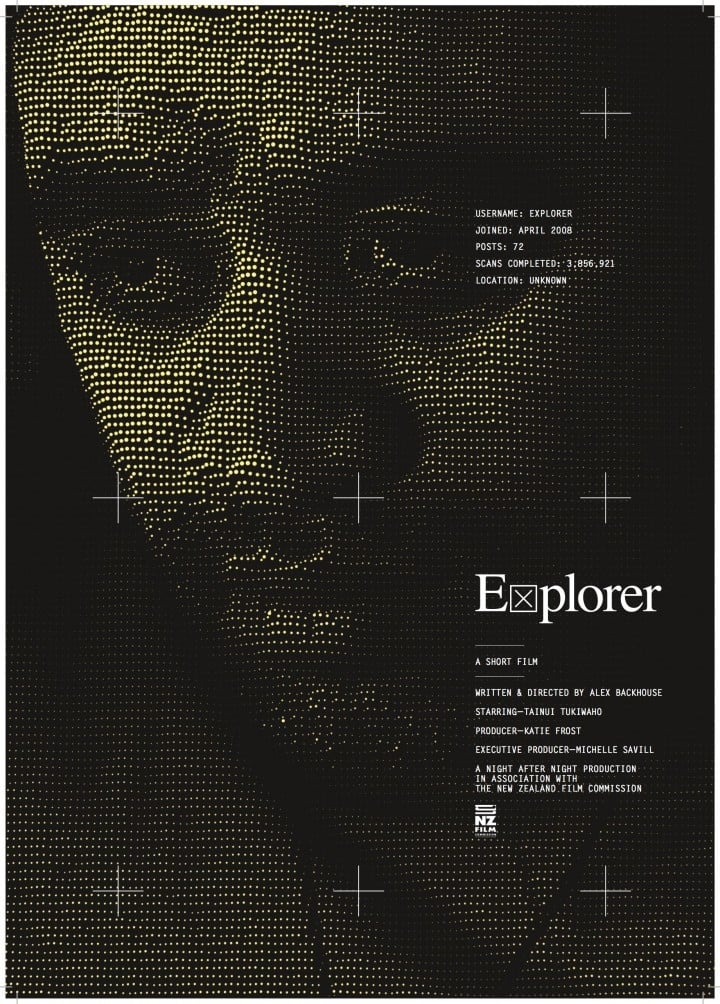 USERNAME: EXPLORER
JOINED: APRIL 2008
POSTS: 72
SCANS COMPLETED: 3,856,921
LOCATION: UNKNOWN
Explorer
A SHORT FILM
WRITTEN & DIRECTED BY ALEX BACKHOUSE
STARRING—TAINUI TUKIWAHO
PRODUCER—KATIE FROST
EXECUTIVE PRODUCER—MICHELLE SAVILL
A NIGHT AFTER NIGHT PRODUCTION
IN ASSOCIATION WITH
THE NEW ZEALAND FILM COMMISSION
NZ
FILM
COMMISSION